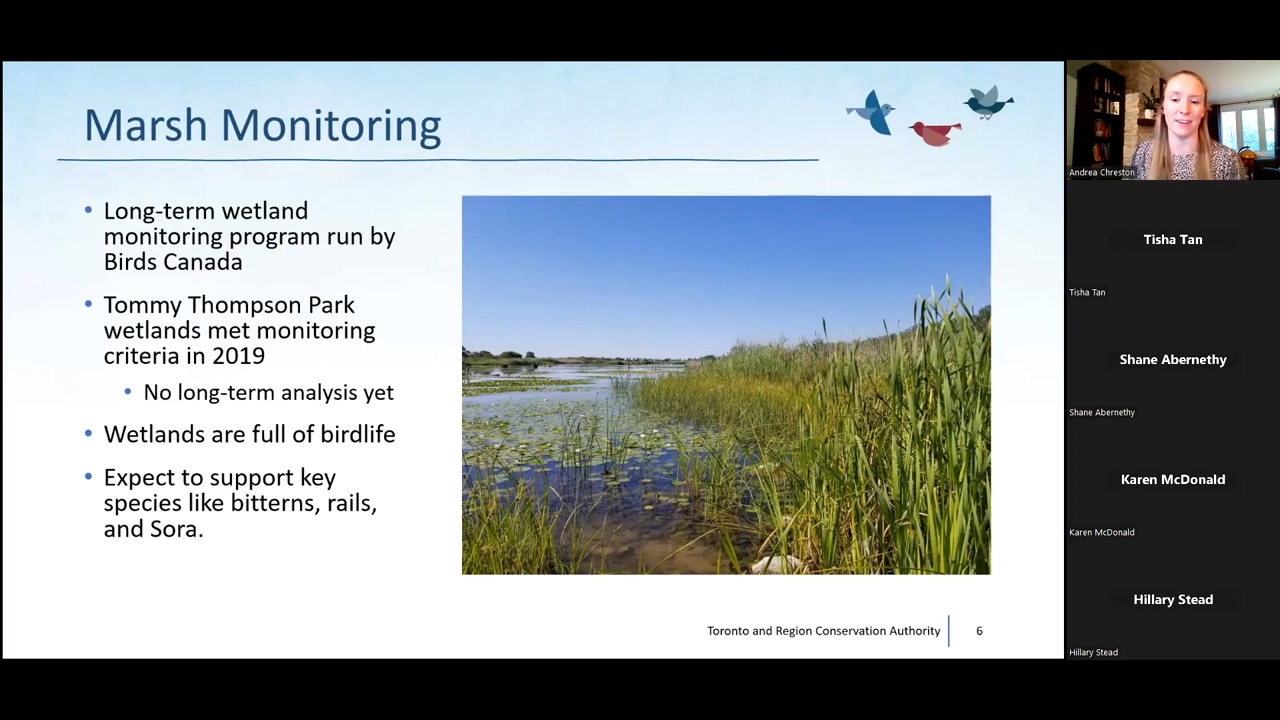 Marsh Monitoring
• Long-term wetland
monitoring program run by
Birds Canada
• Tommy Thompson Park
wetlands met monitoring
criteria in 2019
• No long-term analysis yet
• Wetlands are full of birdlife
• Expect to support key
species like bitterns, rails,
and Sora.
Toronto and Region Conservation Authority
6
Andrea Chreston
Tisha Tan
Tisha Tan
Shane Abernethy
Shane Abernethy
Karen McDonald
Karen McDonald
Hillary Stead
Hillary Stead